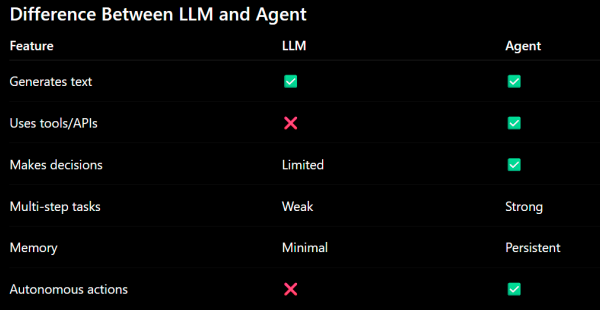 Difference Between LLM and Agent
Feature LLM Agent
Generates text ✅ ✅
Uses tools/APIs ❌ ✅
Makes decisions Limited ✅
Multi-step tasks Weak Strong
Memory Minimal Persistent
Autonomous actions ❌ ✅